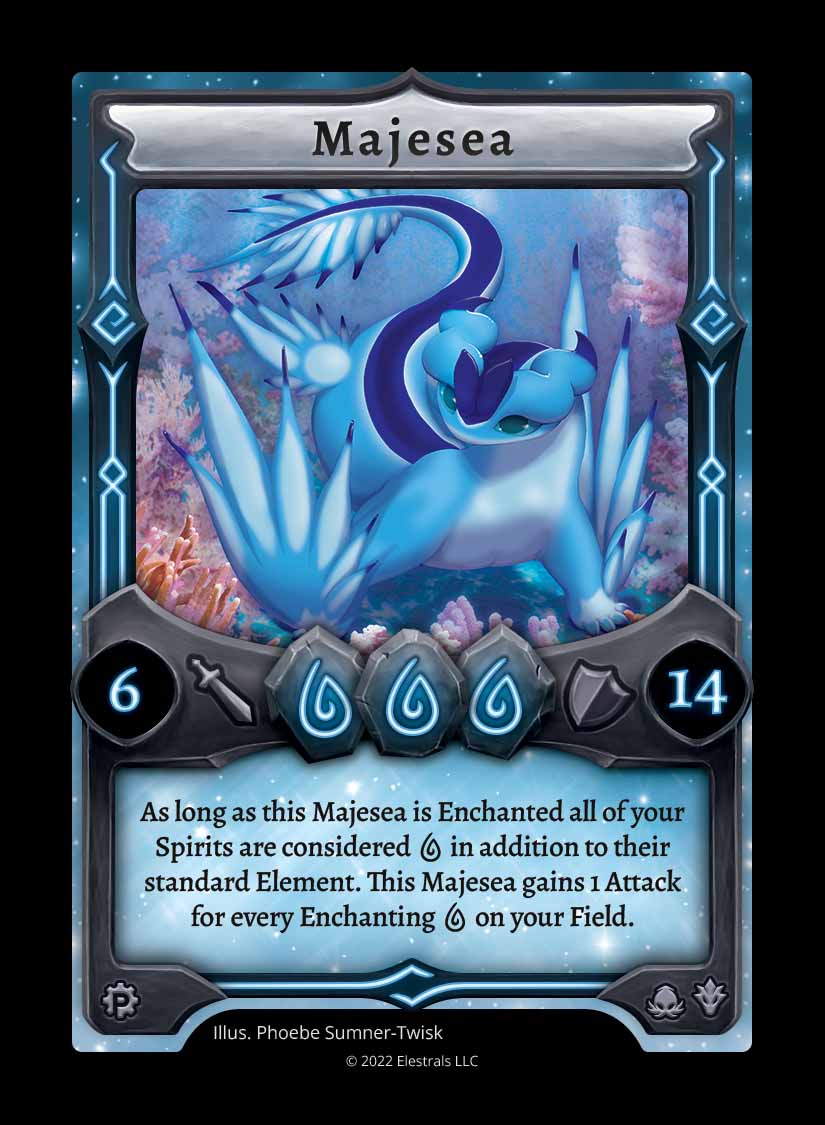 Majesea
6
14
As long as this Majesea is Enchanted all of your
Spirits are considered in addition to their
standard Element. This Majesea gains 1 Attack
for every Enchanting on your Field.
P
Illus. Phoebe Sumner-Twisk
© 2022 Elestrals LLC